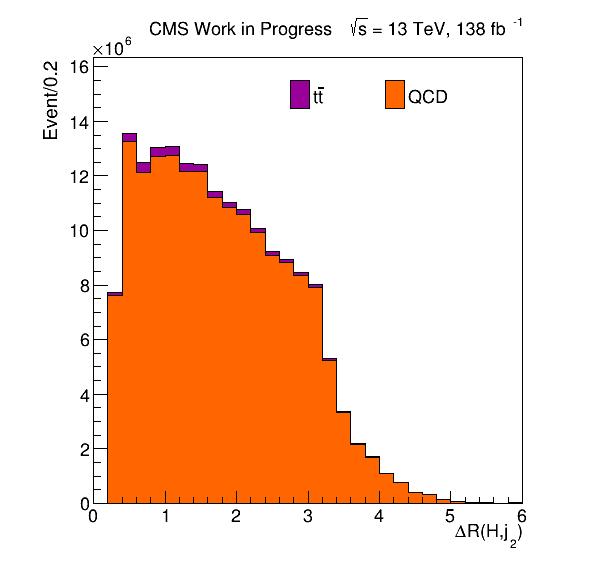 CMS Work in Progress √s = 13 TeV, 138 fb⁻¹
×10⁶
Event/0.2
tt̄
QCD
16
14
12
10
8
6
4
2
0
0 1 2 3 4 5 6
ΔR(H,j₂)